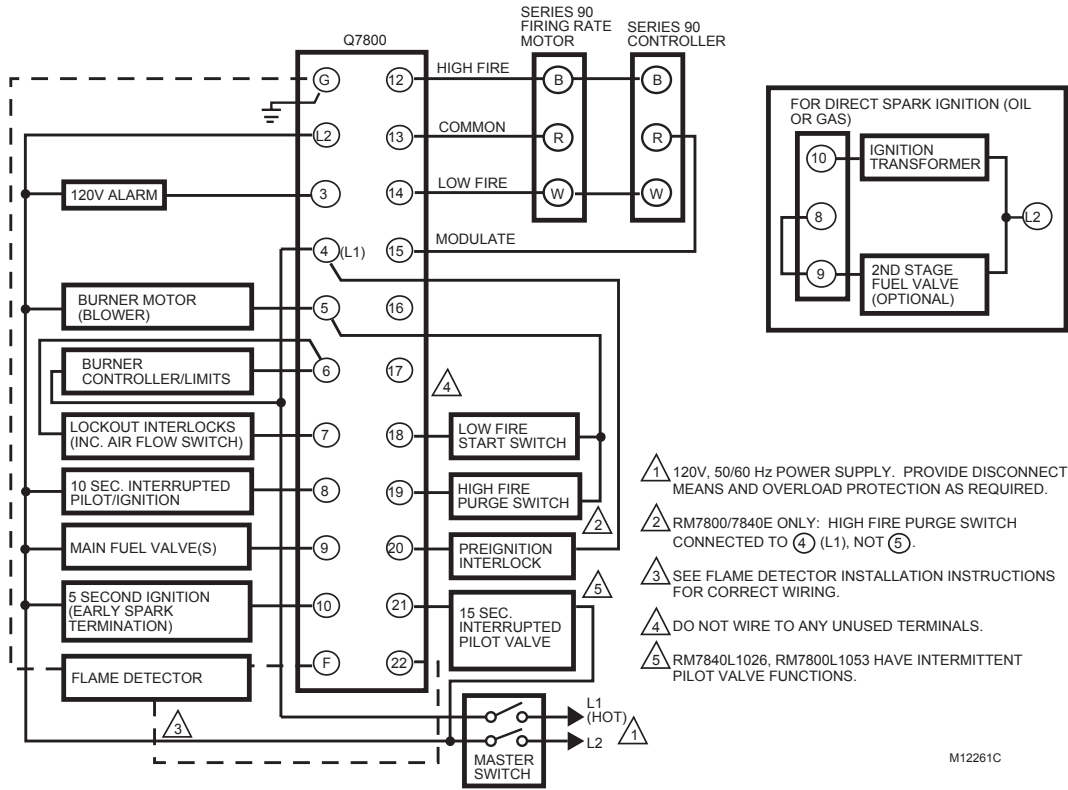 Q7800
SERIES 90
FIRING RATE
MOTOR
SERIES 90
CONTROLLER
G
L2
3
4
(L1)
5
6
7
8
9
10
F
12
13
14
15
16
17
18
19
20
21
22
HIGH FIRE
COMMON
LOW FIRE
MODULATE
B
R
W
B
R
W
120V ALARM
BURNER MOTOR
(BLOWER)
BURNER
CONTROLLER/LIMITS
LOCKOUT INTERLOCKS
(INC. AIR FLOW SWITCH)
10 SEC. INTERRUPTED
PILOT/IGNITION
MAIN FUEL VALVE(S)
5 SECOND IGNITION
(EARLY SPARK
TERMINATION)
FLAME DETECTOR
3
4
LOW FIRE
START SWITCH
HIGH FIRE
PURGE SWITCH
2
PREIGNITION
INTERLOCK
5
15 SEC.
INTERRUPTED
PILOT VALVE
L1
(HOT)
1
L2
MASTER
SWITCH
FOR DIRECT SPARK IGNITION (OIL
OR GAS)
10
8
9
IGNITION
TRANSFORMER
2ND STAGE
FUEL VALVE
(OPTIONAL)
L2
1 120V, 50/60 Hz POWER SUPPLY. PROVIDE DISCONNECT
MEANS AND OVERLOAD PROTECTION AS REQUIRED.
2 RM7800/7840E ONLY: HIGH FIRE PURGE SWITCH
CONNECTED TO 4 (L1), NOT 5.
3 SEE FLAME DETECTOR INSTALLATION INSTRUCTIONS
FOR CORRECT WIRING.
4 DO NOT WIRE TO ANY UNUSED TERMINALS.
5 RM7840L1026, RM7800L1053 HAVE INTERMITTENT
PILOT VALVE FUNCTIONS.
M12261C